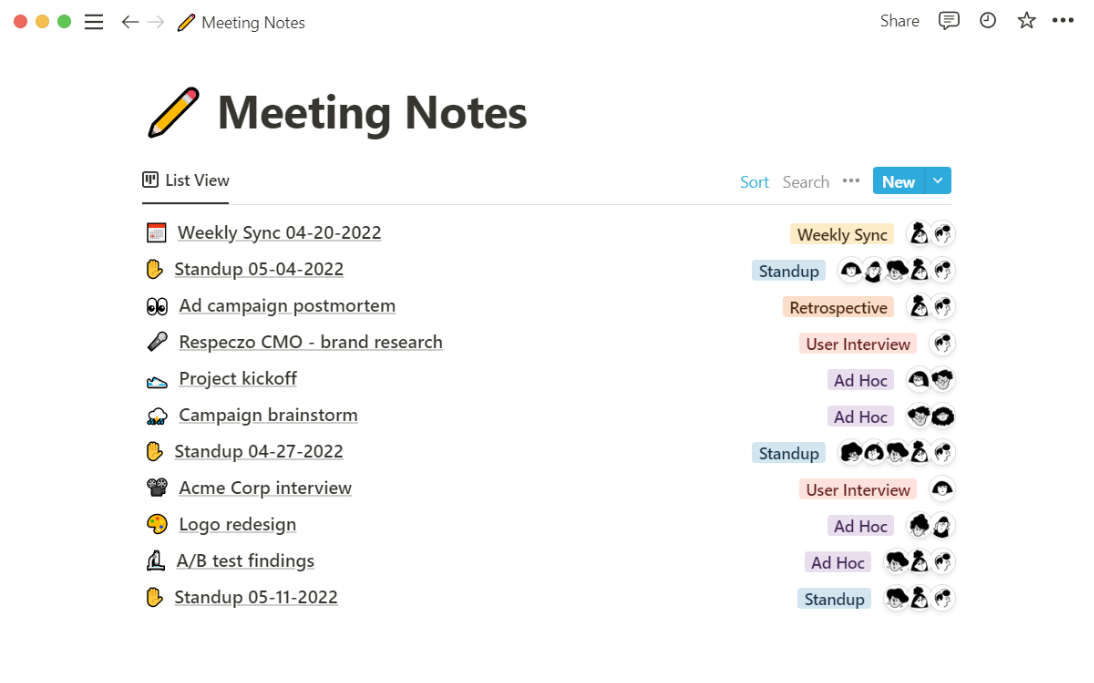 Meeting Notes
Share
Meeting Notes
List View
Sort Search
New
Weekly Sync 04-20-2022 Weekly Sync
Standup 05-04-2022 Standup
Ad campaign postmortem Retrospective
Respeczo CMO - brand research User Interview
Project kickoff Ad Hoc
Campaign brainstorm Ad Hoc
Standup 04-27-2022 Standup
Acme Corp interview User Interview
Logo redesign Ad Hoc
A/B test findings Ad Hoc
Standup 05-11-2022 Standup